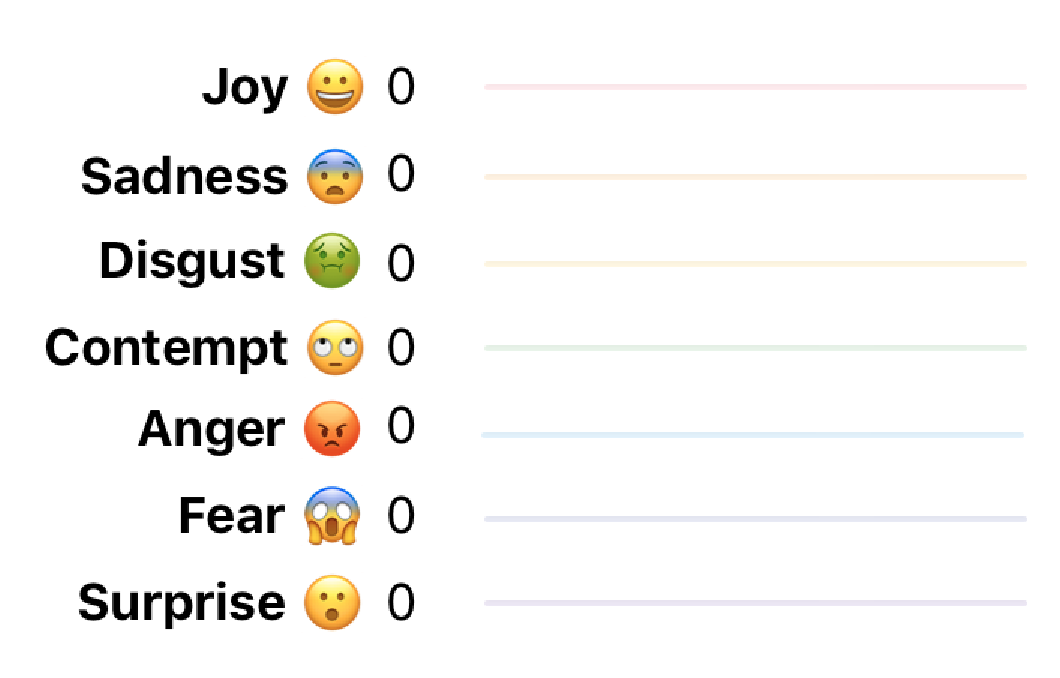 Joy 😀 0
Sadness 😨 0
Disgust 🤢 0
Contempt 🙄 0
Anger 😡 0
Fear 😱 0
Surprise 😮 0